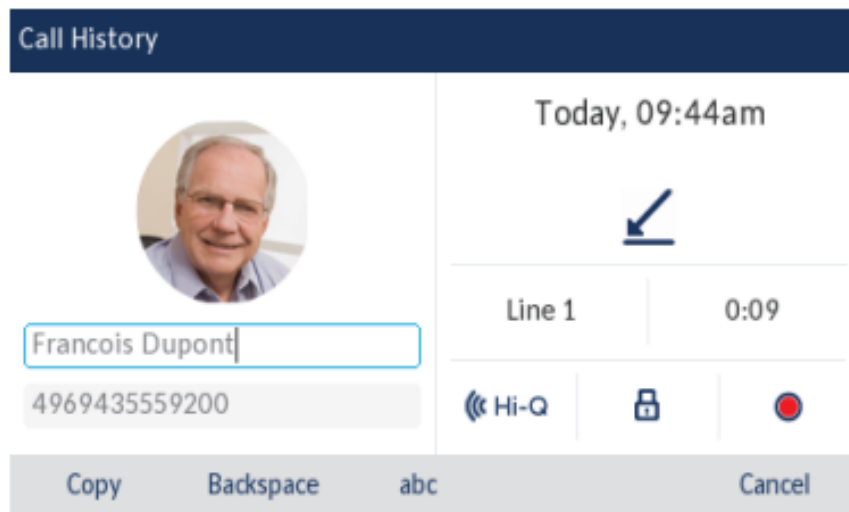 Call History
Francois Dupont
4969435559200
Today, 09:44am
Line 1 0:09
Hi-Q
Copy Backspace abc Cancel